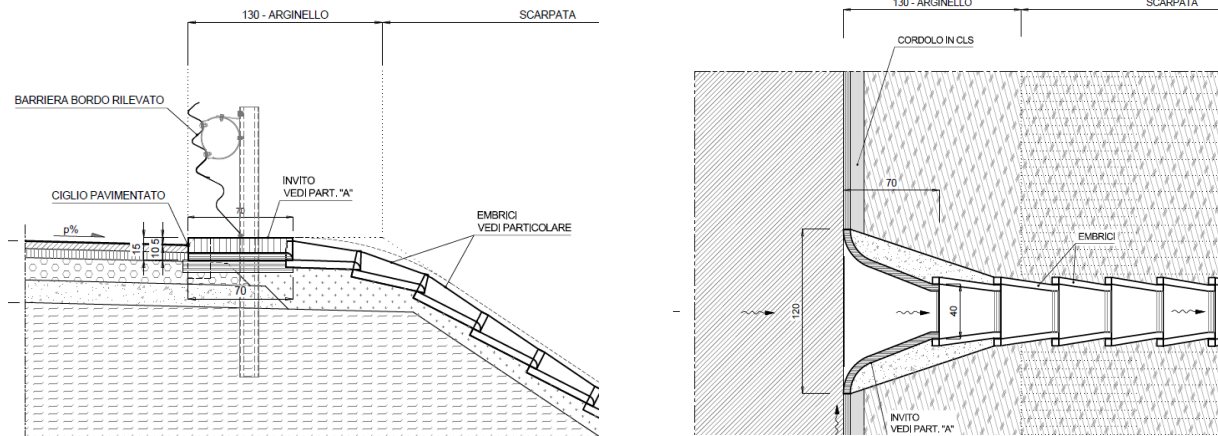 130 - ARGINELLO
SCARPATA
BARRIERA BORDO RILEVATO
INVITO
VEDI PART. "A"
CIGLIO PAVIMENTATO
70
EMBRICI
VEDI PARTICOLARE
p%
15
10.5
70
130 - ARGINELLO
SCARPATA
CORDOLO IN CLS
70
EMBRICI
120
40
INVITO
VEDI PART. "A"